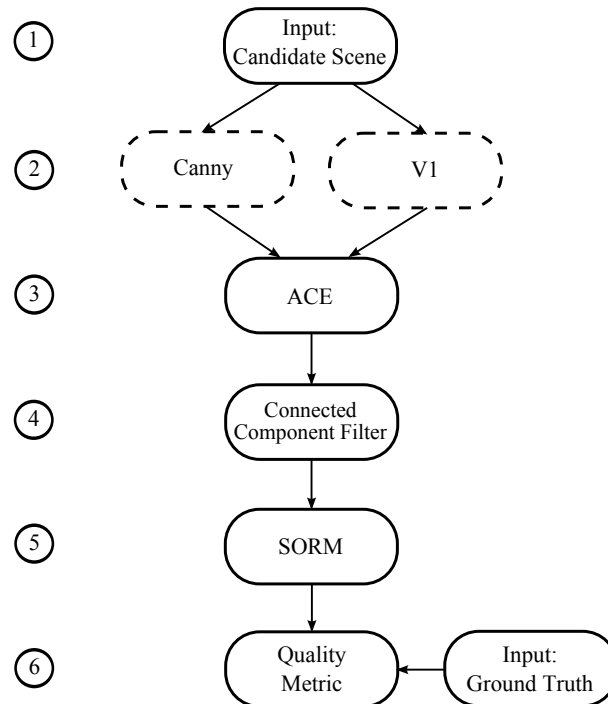 1
Input:
Candidate Scene
2
Canny
V1
3
ACE
4
Connected
Component Filter
5
SORM
6
Quality
Metric
Input:
Ground Truth